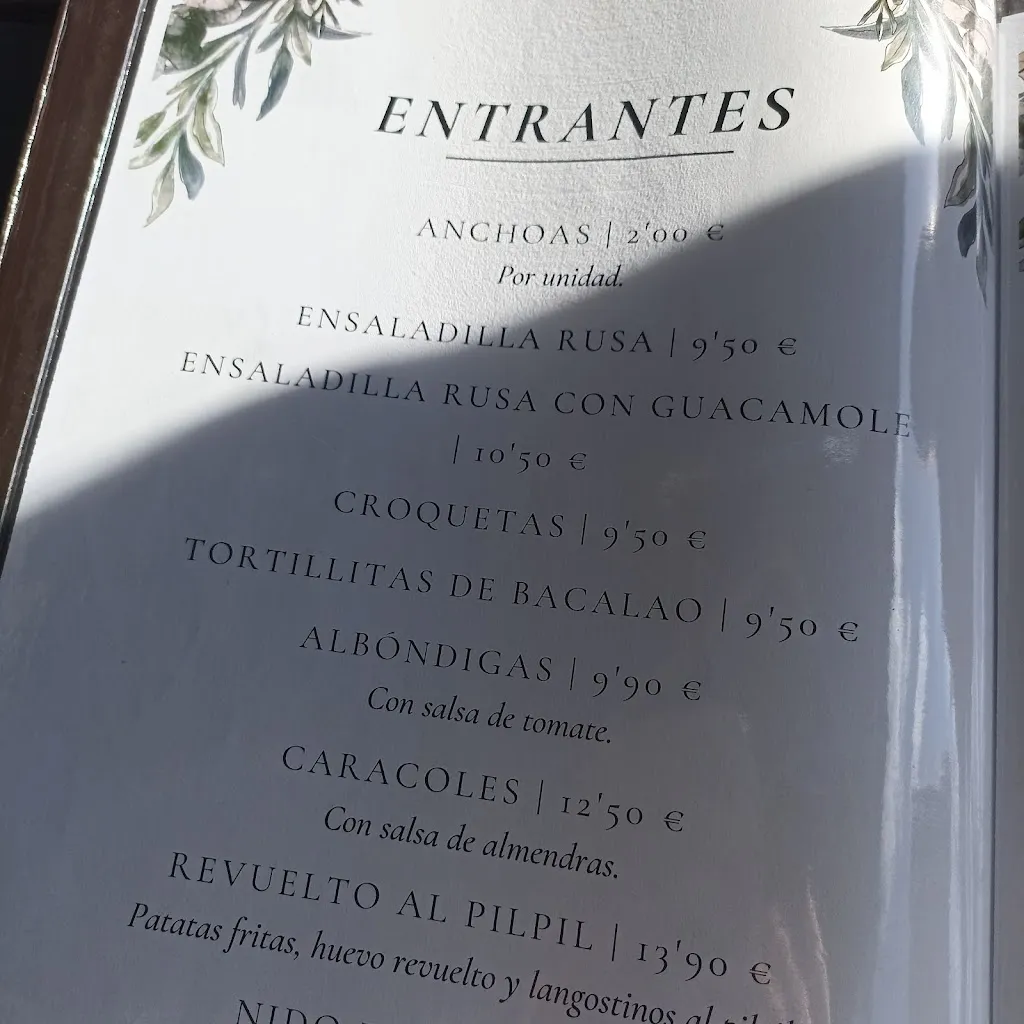 ENTRANTES
ANCHOAS | 2'00 €
Por unidad.
ENSALADILLA RUSA | 9'50 €
ENSALADILLA RUSA CON GUACAMOLE
| 10'50 €
CROQUETAS | 9'50 €
TORTILLITAS DE BACALAO | 9'50 €
ALBÓNDIGAS | 9'90 €
Con salsa de tomate.
CARACOLES | 12'50 €
Con salsa de almendras.
REVUELTO AL PILPIL | 13'90 €
Patatas fritas, huevo revuelto y langostinos al
NIDO